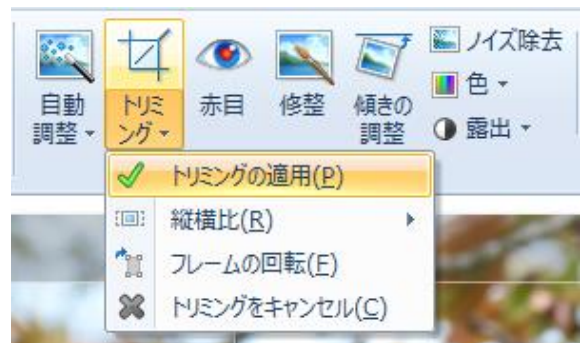 自動
調整
トリミ
ング
赤目
修整
傾きの
調整
ノイズ除去
色
露出
トリミングの適用(P)
縦横比(R)
フレームの回転(F)
トリミングをキャンセル(C)